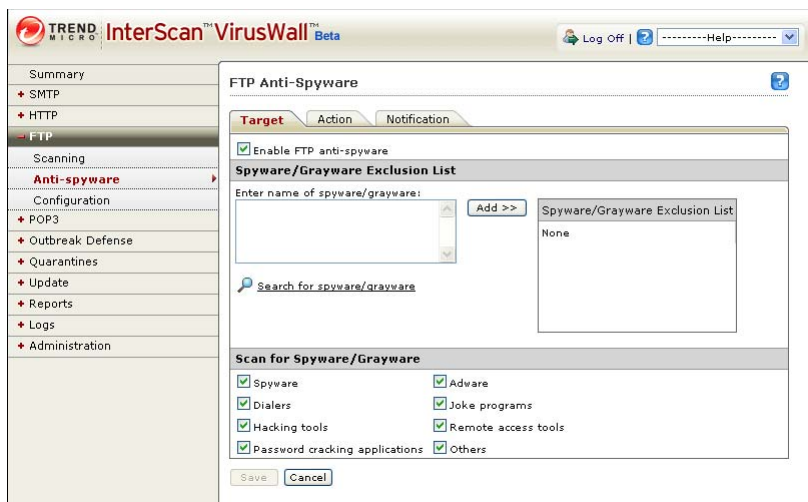 TREND MICRO InterScan™ VirusWall™ Beta
Log Off | ? ---------Help---------
Summary
+ SMTP
+ HTTP
− FTP
Scanning
Anti-spyware
Configuration
+ POP3
+ Outbreak Defense
+ Quarantines
+ Update
+ Reports
+ Logs
+ Administration
FTP Anti-Spyware ?
Target Action Notification
Enable FTP anti-spyware
Spyware/Grayware Exclusion List
Enter name of spyware/grayware:
Add >>
Spyware/Grayware Exclusion List
None
Search for spyware/grayware
Scan for Spyware/Grayware
Spyware Adware
Dialers Joke programs
Hacking tools Remote access tools
Password cracking applications Others
Save Cancel